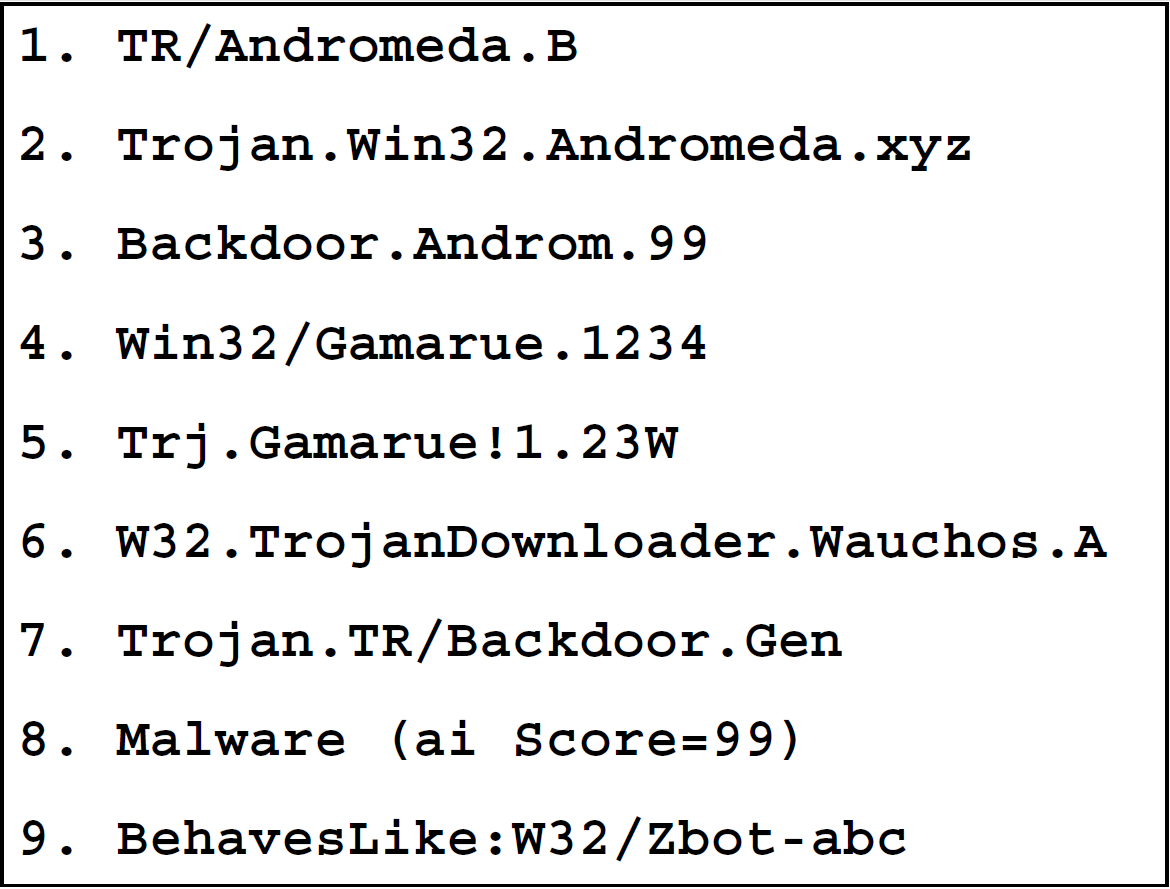 1. TR/Andromeda.B
2. Trojan.Win32.Andromeda.xyz
3. Backdoor.Androm.99
4. Win32/Gamarue.1234
5. Trj.Gamarue!1.23W
6. W32.TrojanDownloader.Wauchos.A
7. Trojan.TR/Backdoor.Gen
8. Malware (ai Score=99)
9. BehavesLike:W32/Zbot-abc